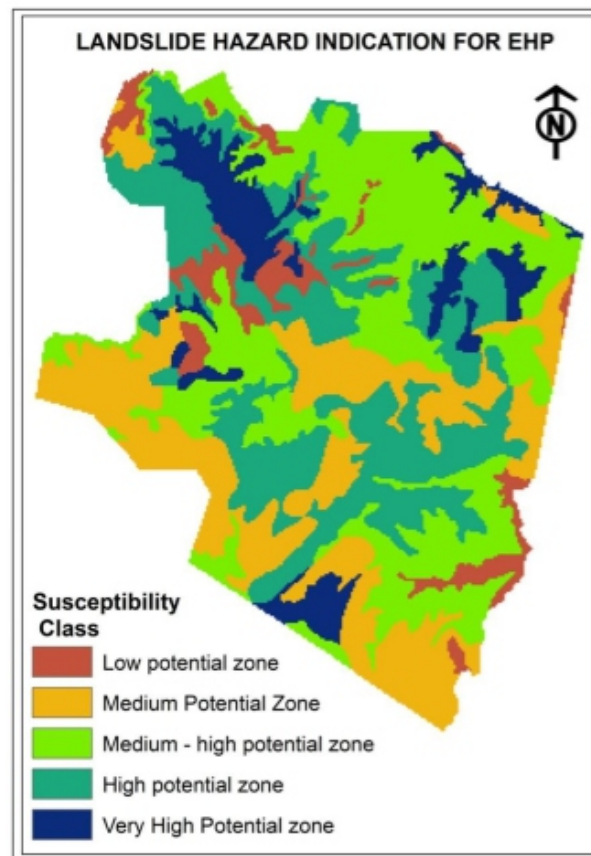 LANDSLIDE HAZARD INDICATION FOR EHP
N
Susceptibility
Class
Low potential zone
Medium Potential Zone
Medium - high potential zone
High potential zone
Very High Potential zone